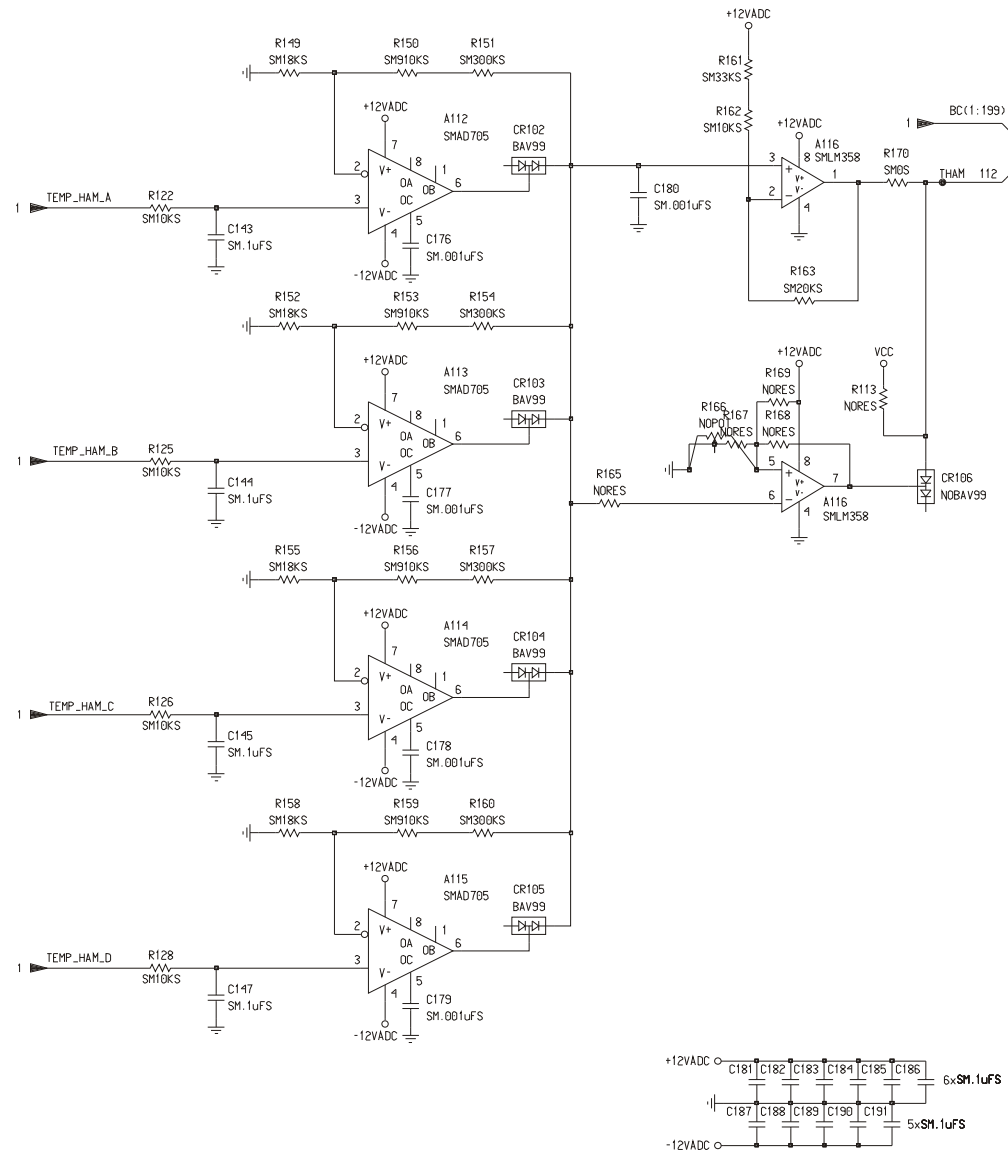 +12VADC
R149
SM18KS
R150
SM910KS
R151
SM300KS
R161
SM33KS
R162
SM10KS
1
BC(1:199)
+12VADC
7
A112
SMAD705
CR102
BAV99
+12VADC
A116
SMLM358
8
3
+
V+
V-
2
-
1
4
R170
SM0S
THAM 112
2
V+
8
1
OA
OB
OC
V-
6
3
5
4
1
TEMP_HAM_A
R122
SM10KS
C143
SM.1uFS
C176
SM.001uFS
-12VADC
C180
SM.001uFS
R163
SM20KS
R152
SM18KS
R153
SM910KS
R154
SM300KS
+12VADC
7
A113
SMAD705
CR103
BAV99
2
V+
8
1
OA
OB
OC
V-
6
3
5
4
1
TEMP_HAM_B
R125
SM10KS
C144
SM.1uFS
C177
SM.001uFS
-12VADC
+12VADC
R169
NORES
R166
NOPOT
R167
NORES
R168
NORES
VCC
R113
NORES
R165
NORES
5
+
V+
V-
6
-
8
7
4
A116
SMLM358
CR106
NOBAV99
R155
SM18KS
R156
SM910KS
R157
SM300KS
+12VADC
7
A114
SMAD705
CR104
BAV99
2
V+
8
1
OA
OB
OC
V-
6
3
5
4
1
TEMP_HAM_C
R126
SM10KS
C145
SM.1uFS
C178
SM.001uFS
-12VADC
R158
SM18KS
R159
SM910KS
R160
SM300KS
+12VADC
7
A115
SMAD705
CR105
BAV99
2
V+
8
1
OA
OB
OC
V-
6
3
5
4
1
TEMP_HAM_D
R128
SM10KS
C147
SM.1uFS
C179
SM.001uFS
-12VADC
+12VADC
C181 C182 C183 C184 C185 C186
6xSM.1uFS
C187 C188 C189 C190 C191
5xSM.1uFS
-12VADC